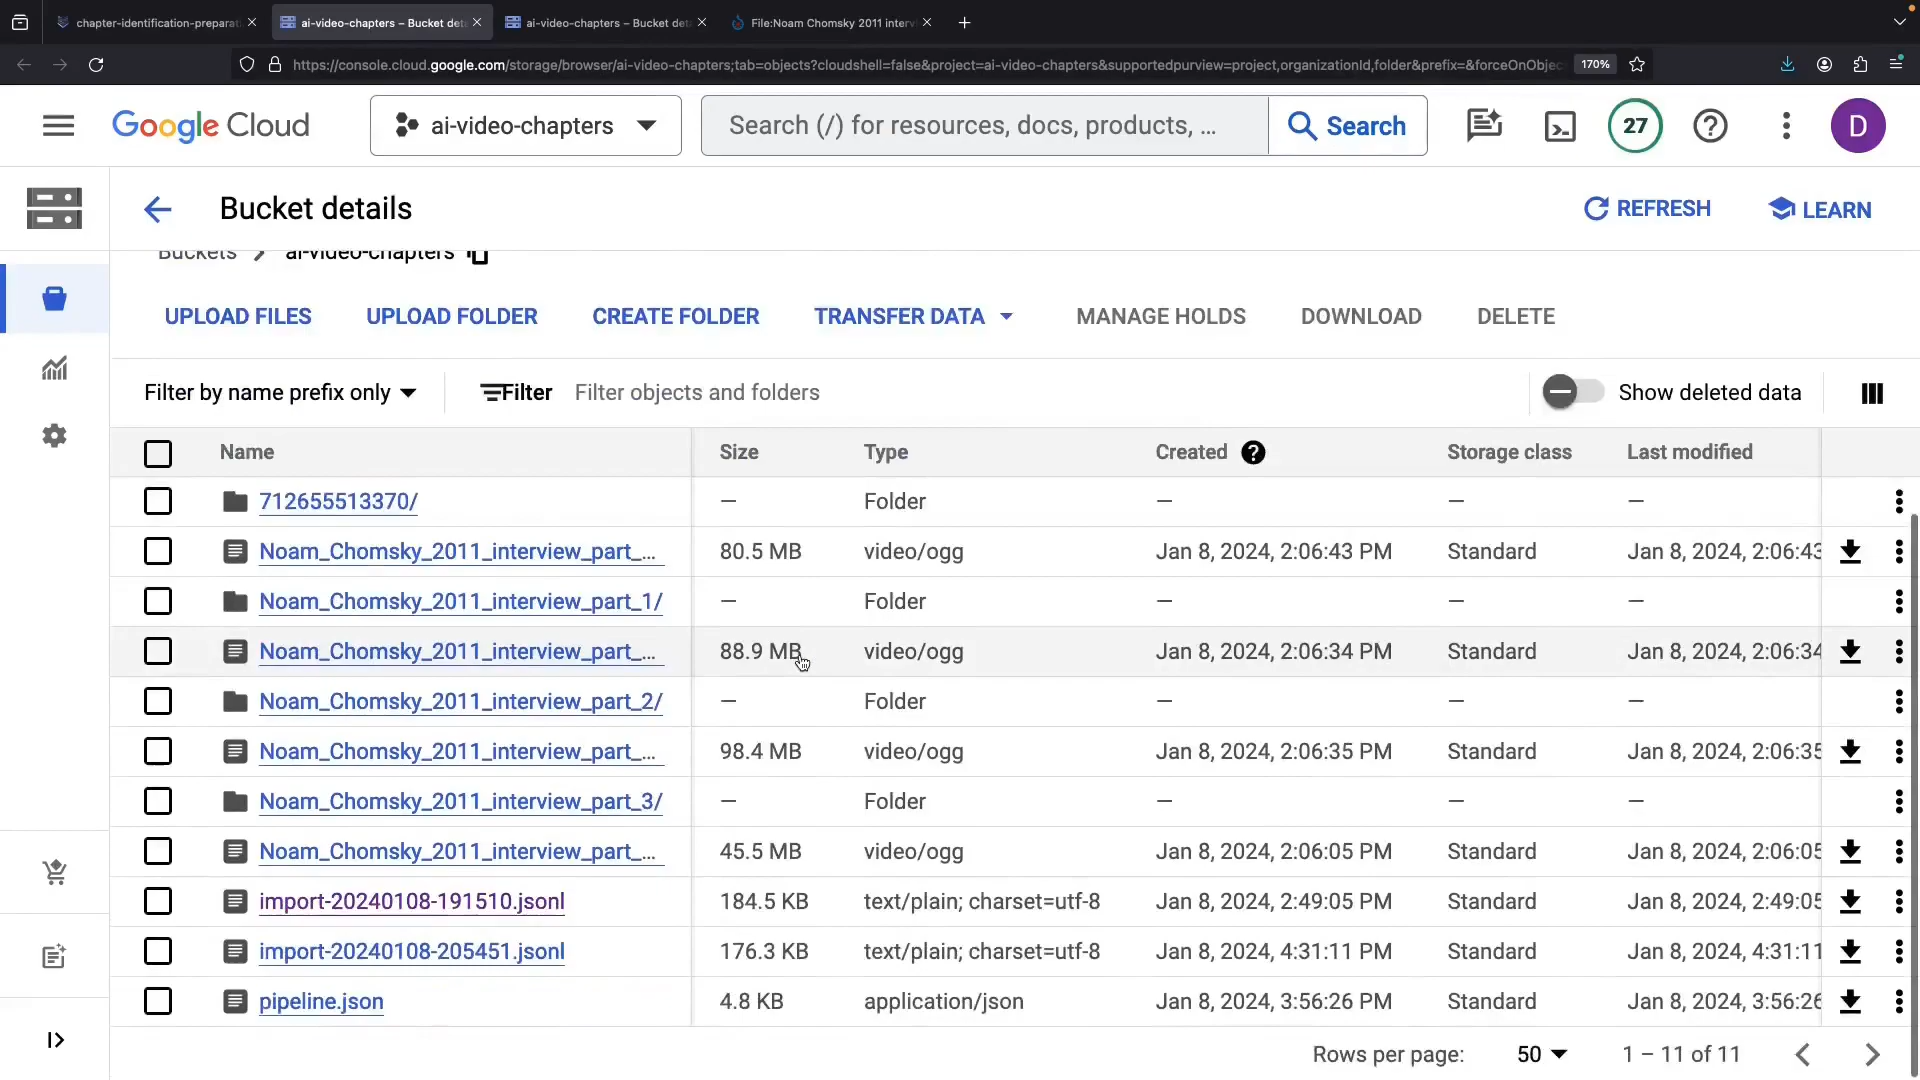 chapter-identification-preparat
ai-video-chapters – Bucket deta
ai-video-chapters – Bucket deta
File:Noam Chomsky 2011 interv
https://console.cloud.google.com/storage/browser/ai-video-chapters;tab=objects?cloudshell=false&project=ai-video-chapters&supportedpurview=project,organizationId,folder&prefix=&forceOnObjec
170%
Google Cloud
ai-video-chapters
Search (/) for resources, docs, products, ...
Search
27
D
Bucket details
REFRESH
LEARN
Buckets
ai-video-chapters
UPLOAD FILES
UPLOAD FOLDER
CREATE FOLDER
TRANSFER DATA
MANAGE HOLDS
DOWNLOAD
DELETE
Filter by name prefix only
Filter
Filter objects and folders
Show deleted data
Name Size Type Created Storage class Last modified
712655513370/ — Folder — — —
Noam_Chomsky_2011_interview_part_... 80.5 MB video/ogg Jan 8, 2024, 2:06:43 PM Standard Jan 8, 2024, 2:06:43
Noam_Chomsky_2011_interview_part_1/ — Folder — — —
Noam_Chomsky_2011_interview_part_... 88.9 MB video/ogg Jan 8, 2024, 2:06:34 PM Standard Jan 8, 2024, 2:06:34
Noam_Chomsky_2011_interview_part_2/ — Folder — — —
Noam_Chomsky_2011_interview_part_... 98.4 MB video/ogg Jan 8, 2024, 2:06:35 PM Standard Jan 8, 2024, 2:06:35
Noam_Chomsky_2011_interview_part_3/ — Folder — — —
Noam_Chomsky_2011_interview_part_... 45.5 MB video/ogg Jan 8, 2024, 2:06:05 PM Standard Jan 8, 2024, 2:06:05
import-20240108-191510.jsonl 184.5 KB text/plain; charset=utf-8 Jan 8, 2024, 2:49:05 PM Standard Jan 8, 2024, 2:49:05
import-20240108-205451.jsonl 176.3 KB text/plain; charset=utf-8 Jan 8, 2024, 4:31:11 PM Standard Jan 8, 2024, 4:31:11
pipeline.json 4.8 KB application/json Jan 8, 2024, 3:56:26 PM Standard Jan 8, 2024, 3:56:26
Rows per page: 50 1 – 11 of 11